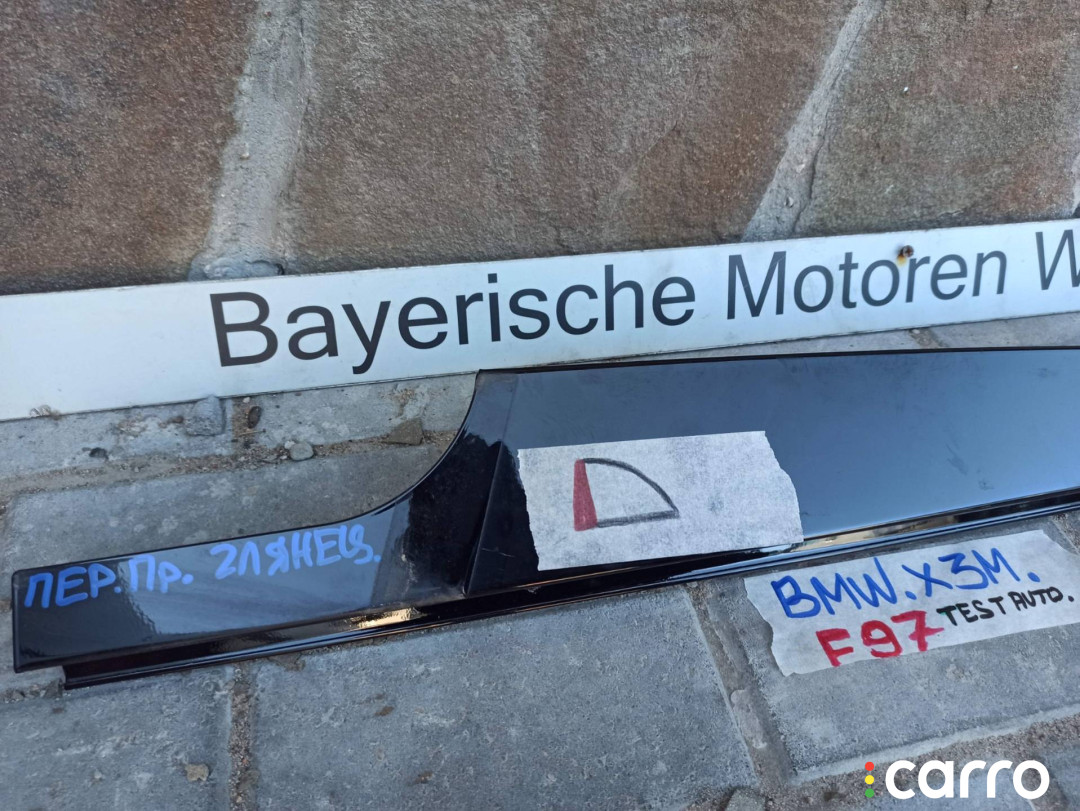 Bayerische Motoren W
ПЕР.ПР. ГЛЯНЕЦ.
BMW. X3M.
F97 TEST AUTO.
carro